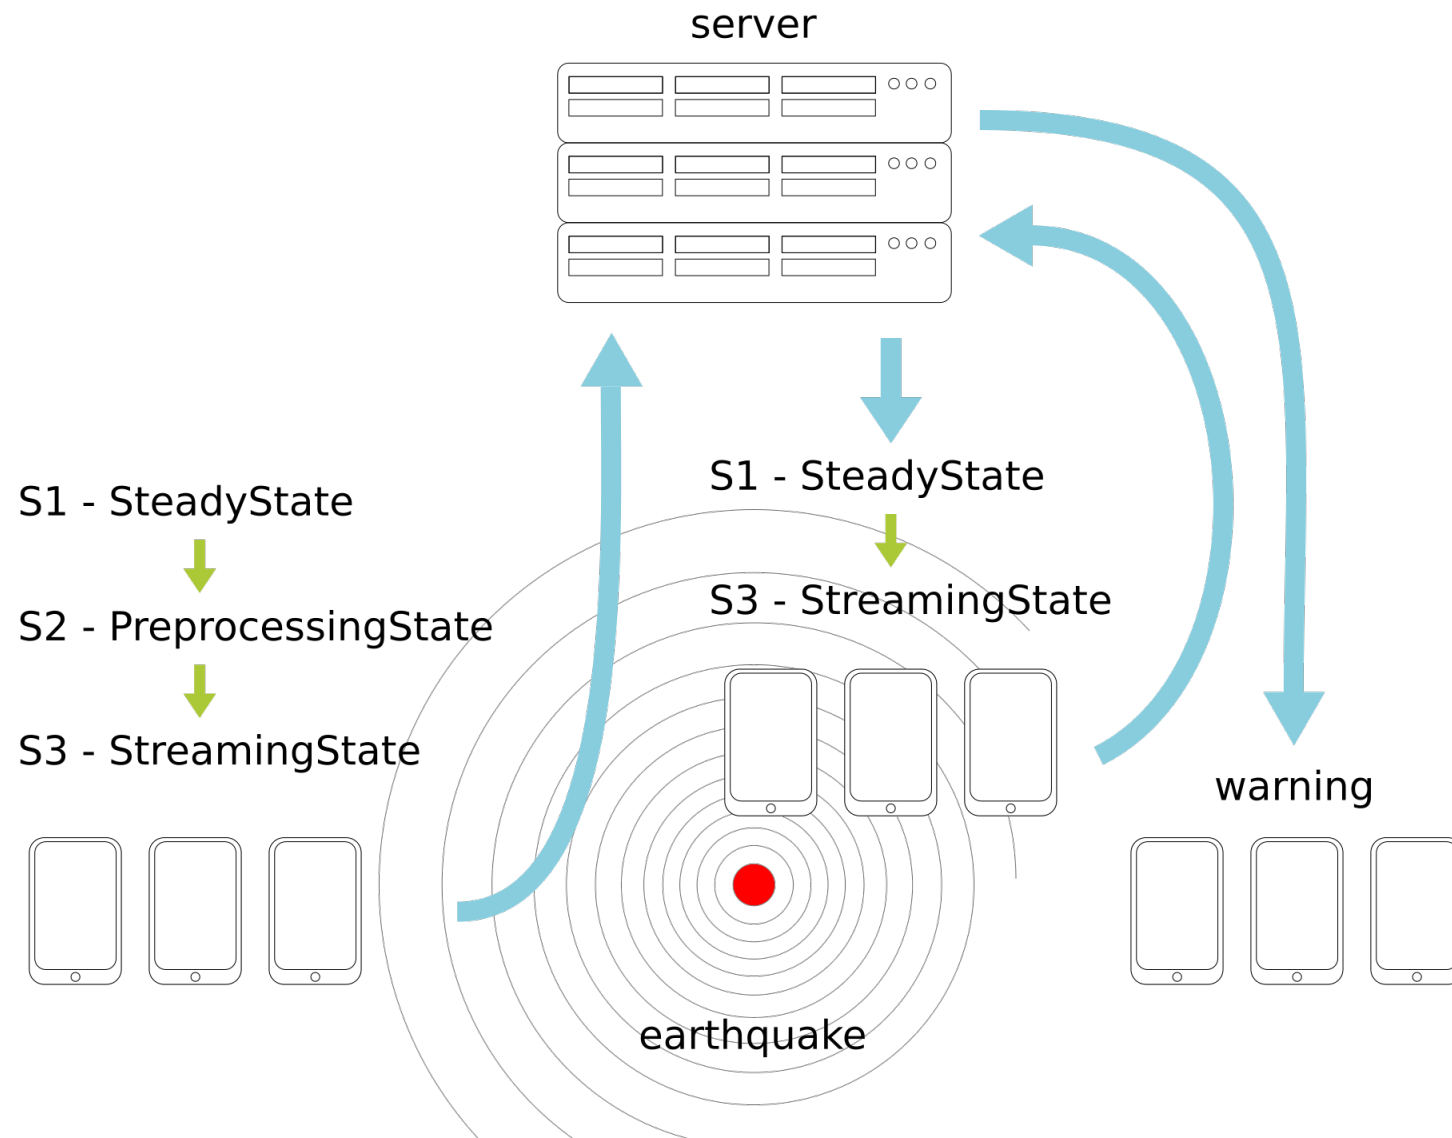 server
S1 - SteadyState
S2 - PreprocessingState
S3 - StreamingState
S1 - SteadyState
S3 - StreamingState
warning
earthquake